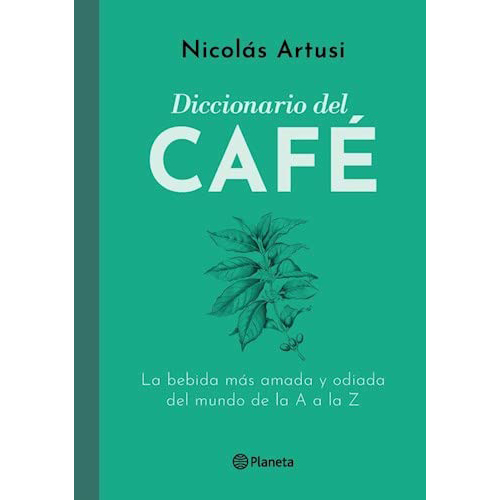 Nicolás Artusi
Diccionario del
CAFÉ
La bebida más amada y odiada
del mundo de la A a la Z
Planeta